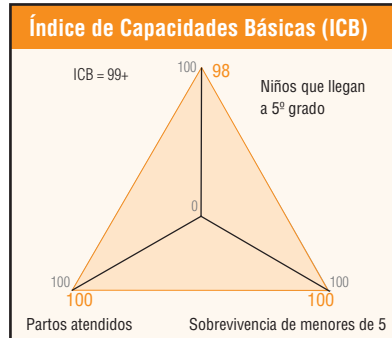 Índice de Capacidades Básicas (ICB)
ICB = 99+
100
98
Niños que llegan
a 5º grado
0
100
100
100
100
Partos atendidos
Sobrevivencia de menores de 5